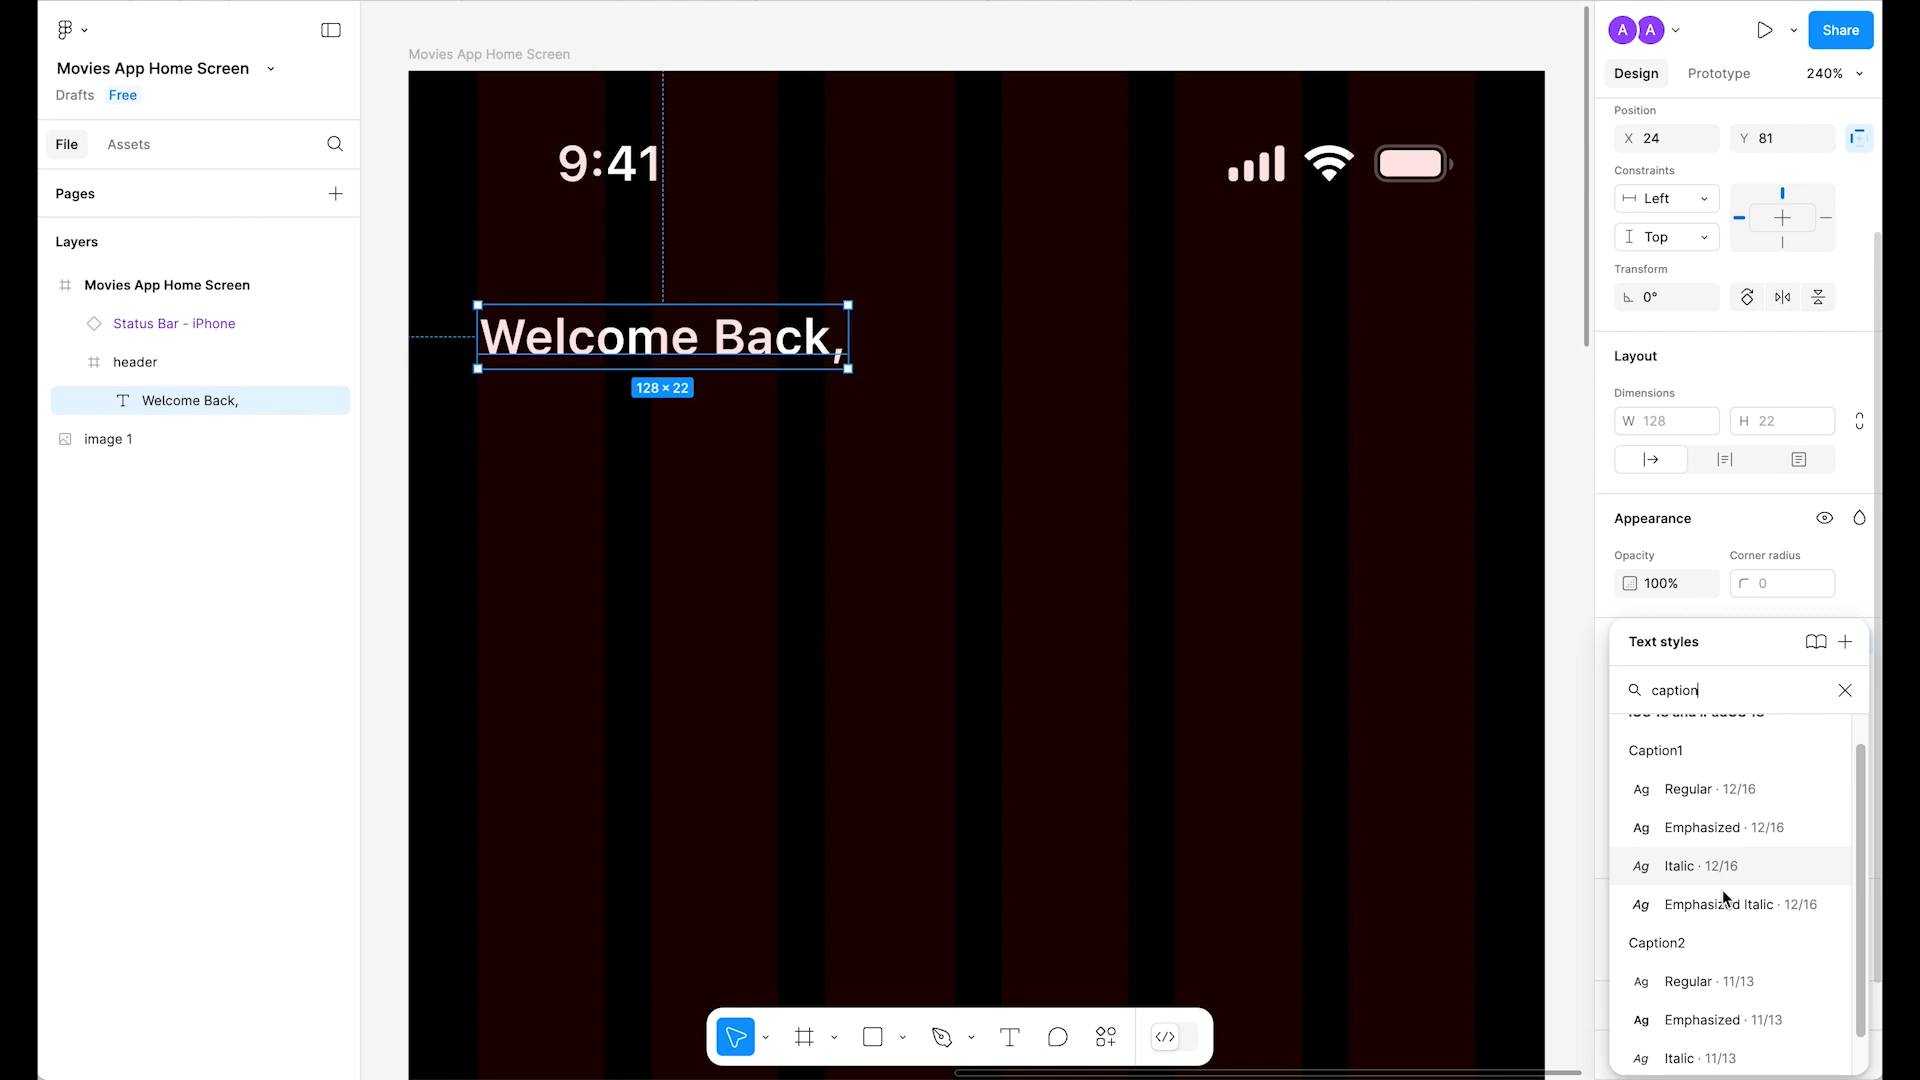 Movies App Home Screen
Drafts Free
File Assets
Pages
Layers
Movies App Home Screen
Status Bar - iPhone
header
Welcome Back,
image 1
Movies App Home Screen
9:41
Welcome Back,
128 × 22
A A Share
Design Prototype 240%
Position
X 24 Y 81
Constraints
Left
Top
Transform
0°
Layout
Dimensions
W 128 H 22
Appearance
Opacity Corner radius
100% 0
Text styles
caption
Caption1
Ag Regular · 12/16
Ag Emphasized · 12/16
Ag Italic · 12/16
Ag Emphasized Italic · 12/16
Caption2
Ag Regular · 11/13
Ag Emphasized · 11/13
Ag Italic · 11/13